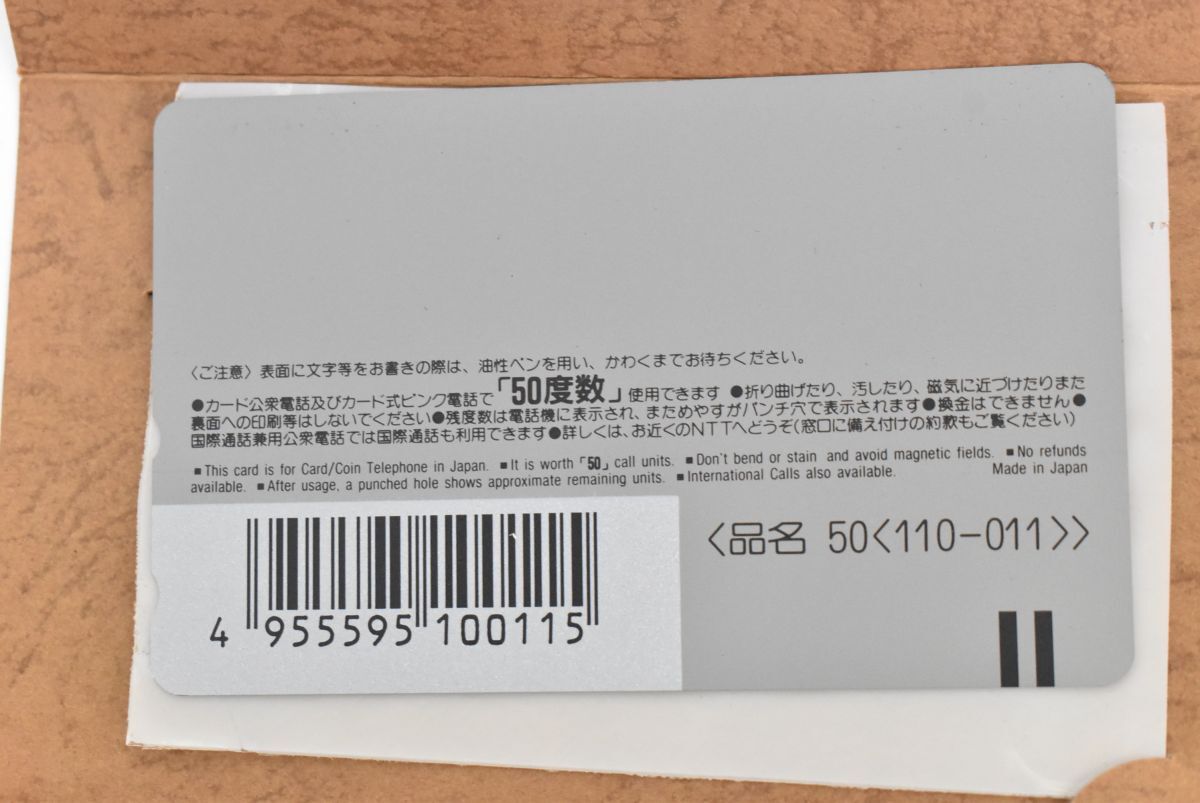 〈ご注意〉表面に文字等をお書きの際は、油性ペンを用い、かわくまでお待ちください。
●カード公衆電話及びカード式ピンク電話で「50度数」使用できます ●折り曲げたり、汚したり、磁気に近づけたりまた
裏面への印刷等はしないでください●残度数は電話機に表示され、まためやすがパンチ穴で表示されます●換金はできません●
国際通話兼用公衆電話では国際通話も利用できます●詳しくは、お近くのNTTへどうぞ(窓口に備え付けの約款もご覧ください)
■This card is for Card/Coin Telephone in Japan. ■It is worth「50」call units. ■Don't bend or stain and avoid magnetic fields. ■No refunds
available. ■After usage, a punched hole shows approximate remaining units. ■International Calls also available. Made in Japan
〈品名 50〈110-011〉〉
4 955595 100115